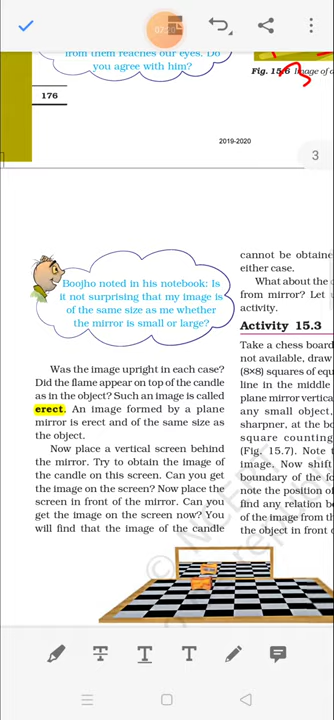 from them reaches our eyes. Do
you agree with him?
Fig. 15.6 Image of
176
2019-2020
3
Boojho noted in his notebook: Is
it not surprising that my image is
of the same size as me whether
the mirror is small or large?
Was the image upright in each case?
Did the flame appear on top of the candle
as in the object? Such an image is called
erect. An image formed by a plane
mirror is erect and of the same size as
the object.
Now place a vertical screen behind
the mirror. Try to obtain the image of
the candle on this screen. Can you get
the image on the screen? Now place the
screen in front of the mirror. Can you
get the image on the screen now? You
will find that the image of the candle
cannot be obtaine
either case.
What about the
from mirror? Let
activity.
Activity 15.3
Take a chess board
not available, draw
(8×8) squares of equ
line in the middle
plane mirror vertica
any small object,
sharpner, at the bo
square counting
(Fig. 15.7). Note t
image. Now shift
boundary of the fo
note the position of
find any relation b
of the image from th
the object in front